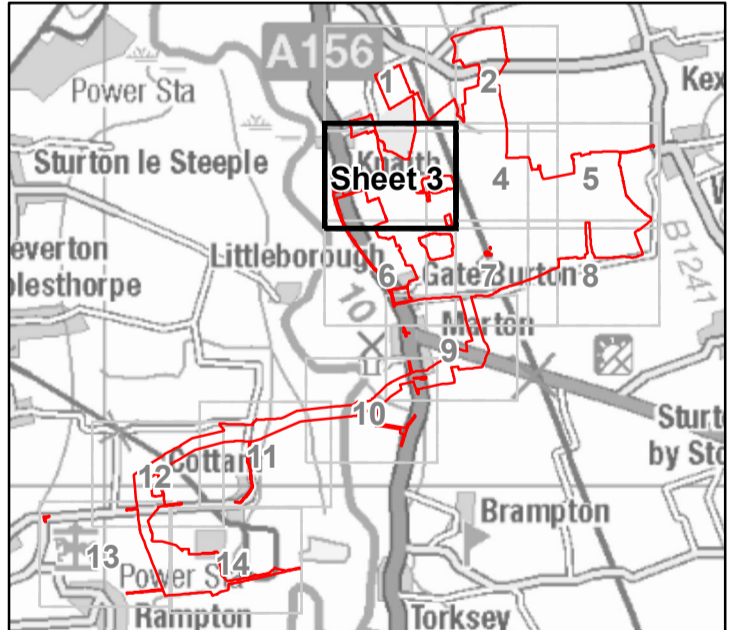 A156
1
2
Kex
Power Sta
Sturton le Steeple
Knaith
Sheet 3
4
5
everton
olesthorpe
Littleborough
6
Gate Burton
7
8
B1241
10
Marton
9
Sturt
by Sto
10
Cottam
11
12
Brampton
13
14
Power Sta
Rampton
Torksey